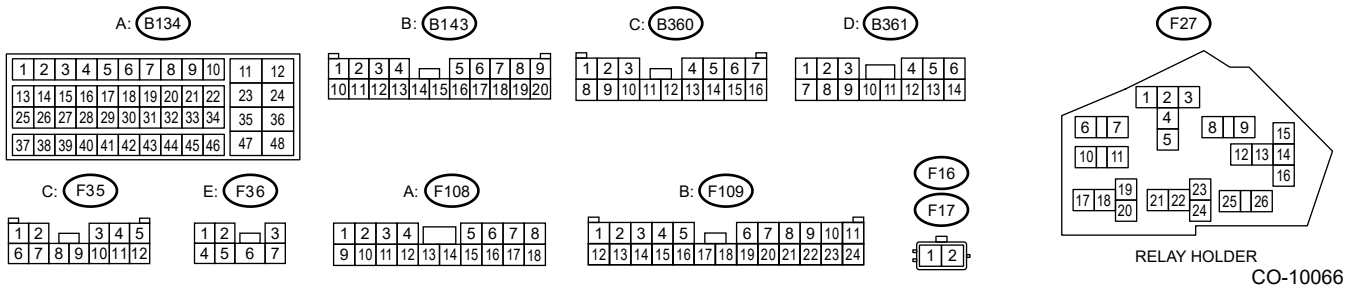 A: B134
1 2 3 4 5 6 7 8 9 10 11 12
13 14 15 16 17 18 19 20 21 22 23 24
25 26 27 28 29 30 31 32 33 34 35 36
37 38 39 40 41 42 43 44 45 46 47 48
B: B143
1 2 3 4 5 6 7 8 9
10 11 12 13 14 15 16 17 18 19 20
C: B360
1 2 3 4 5 6 7
8 9 10 11 12 13 14 15 16
D: B361
1 2 3 4 5 6
7 8 9 10 11 12 13 14
F27
1 2 3
4
5
6 7
8 9
10 11
12 13 14
15
16
17 18
19
20
21 22
23
24
25 26
RELAY HOLDER
C: F35
1 2 3 4 5
6 7 8 9 10 11 12
E: F36
1 2 3
4 5 6 7
A: F108
1 2 3 4 5 6 7 8
9 10 11 12 13 14 15 16 17 18
B: F109
1 2 3 4 5 6 7 8 9 10 11
12 13 14 15 16 17 18 19 20 21 22 23 24
F16
F17
1 2
CO-10066